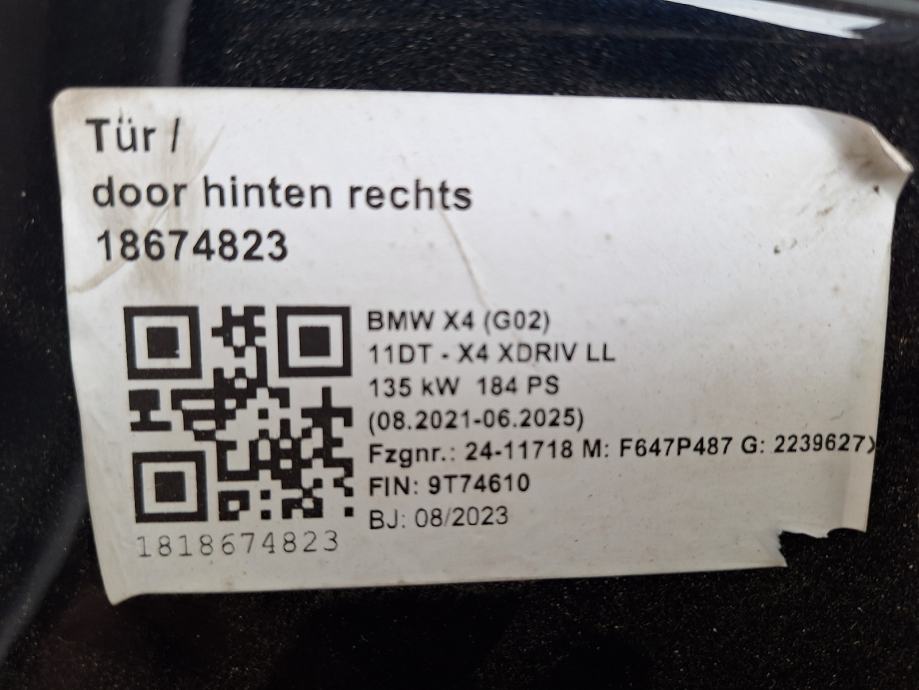 Tür /
door hinten rechts
18674823
BMW X4 (G02)
11DT - X4 XDRIV LL
135 kW 184 PS
(08.2021-06.2025)
Fzgnr.: 24-11718 M: F647P487 G: 2239627)
FIN: 9T74610
BJ: 08/2023
1818674823